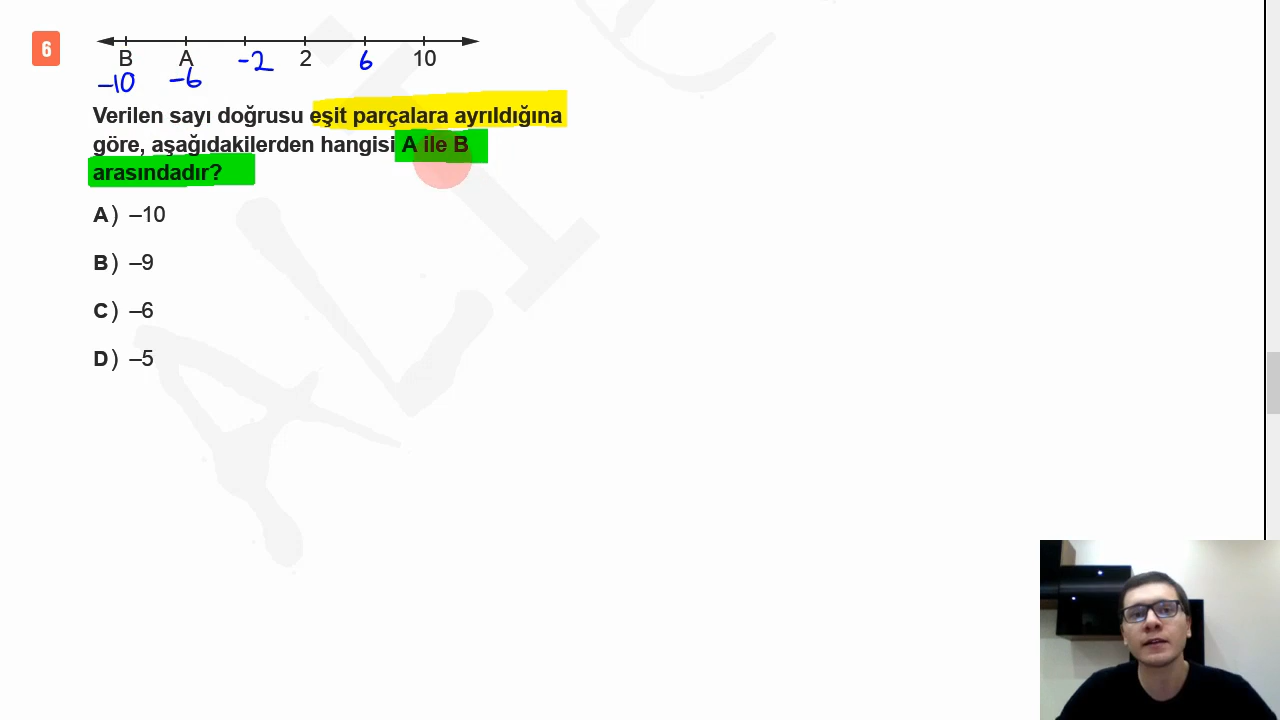 6
B A -2 2 6 10
-10 -6
Verilen sayı doğrusu eşit parçalara ayrıldığına
göre, aşağıdakilerden hangisi A ile B
arasındadır?
A) –10
B) –9
C) –6
D) –5